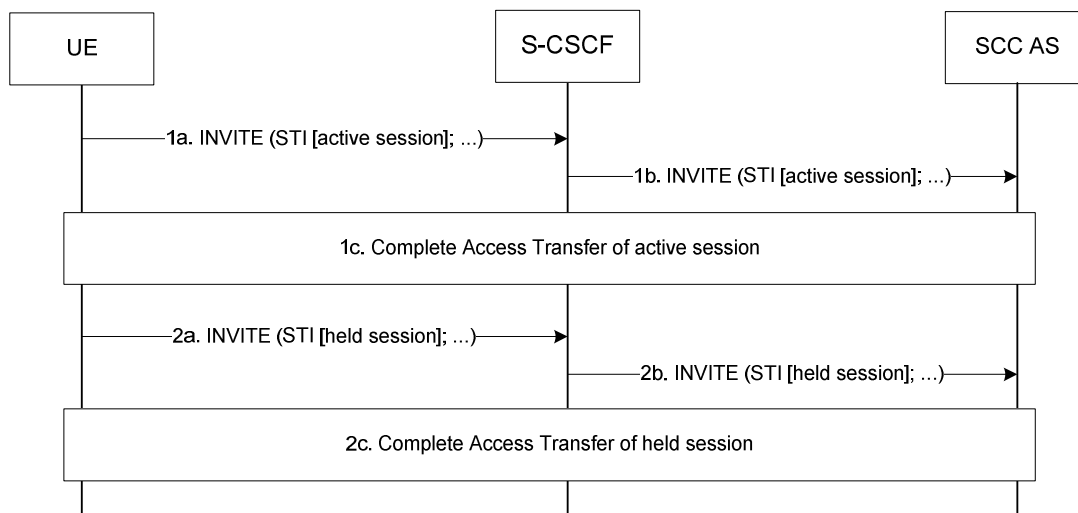 UE
S-CSCF
SCC AS
1a. INVITE (STI [active session]; ...)
1b. INVITE (STI [active session]; ...)
1c. Complete Access Transfer of active session
2a. INVITE (STI [held session]; ...)
2b. INVITE (STI [held session]; ...)
2c. Complete Access Transfer of held session